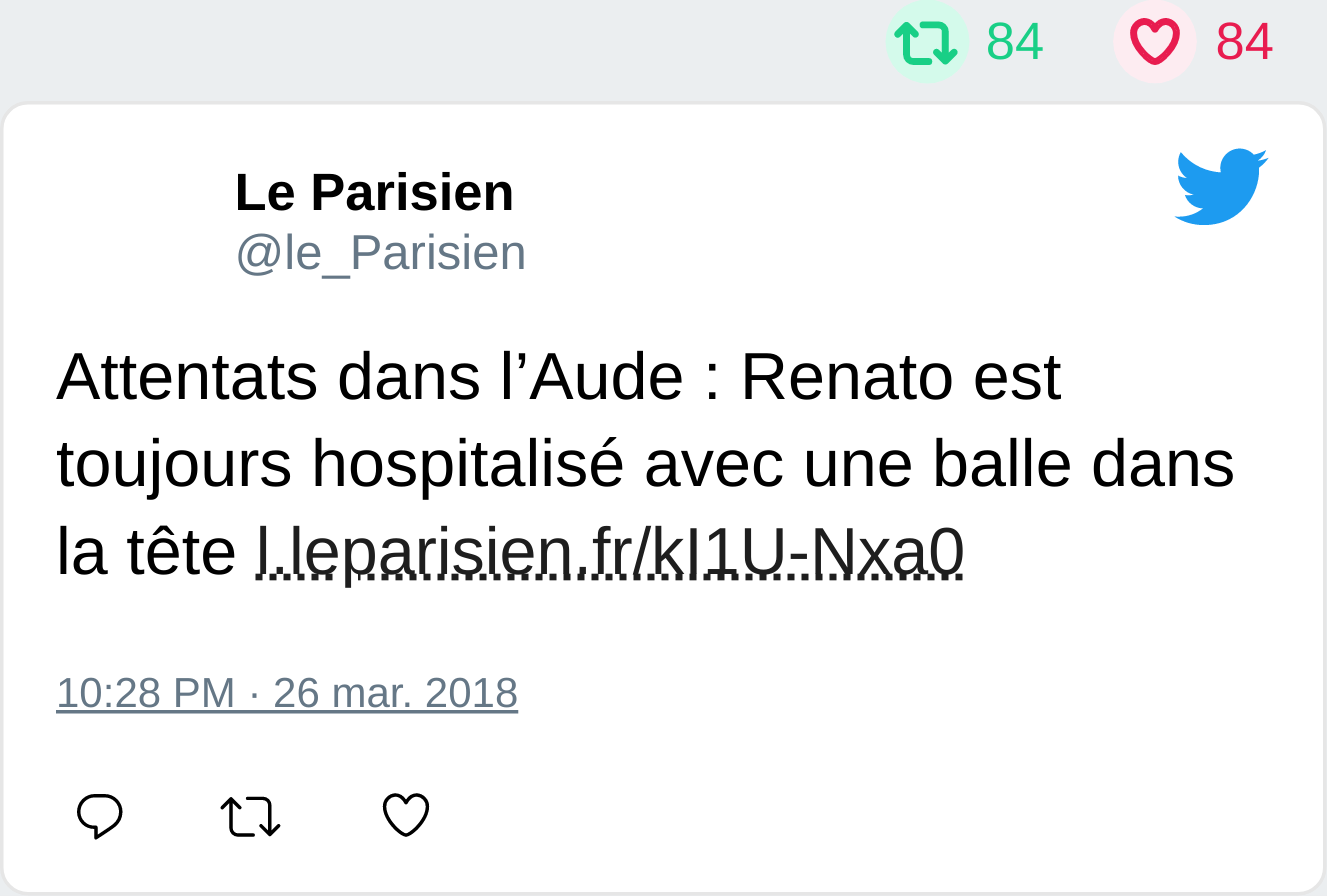 84 84
Le Parisien
@le_Parisien
Attentats dans l’Aude : Renato est
toujours hospitalisé avec une balle dans
la tête l.leparisien.fr/kI1U-Nxa0
10:28 PM · 26 mar. 2018